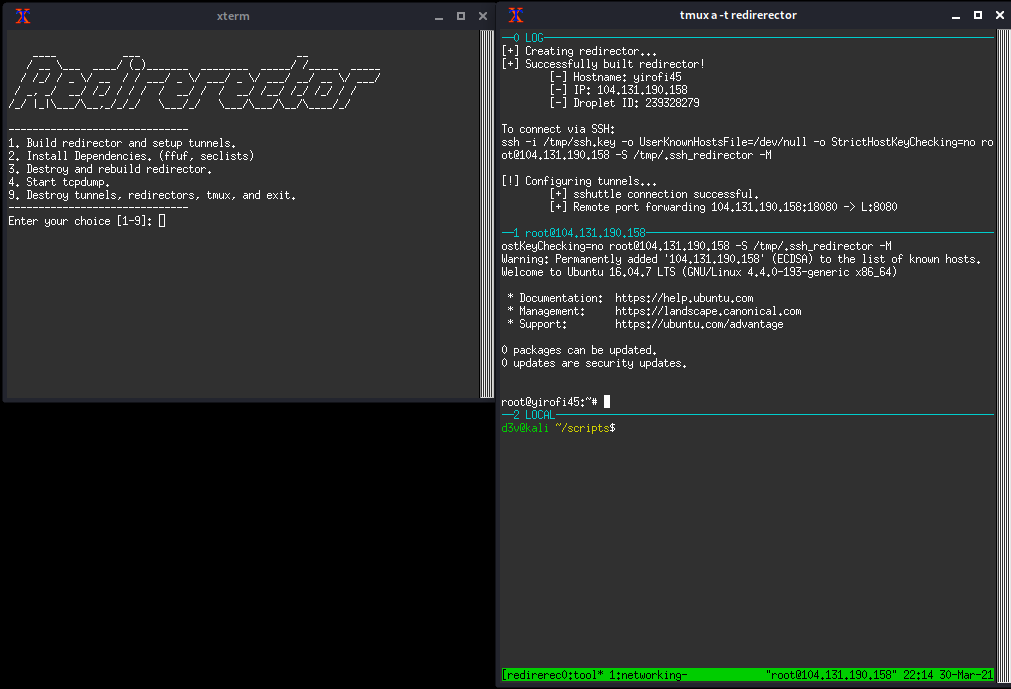 xterm
Redirector
------------------------------
1. Build redirector and setup tunnels.
2. Install Dependencies. (ffuf, seclists)
3. Destroy and rebuild redirector.
4. Start tcpdump.
9. Destroy tunnels, redirectors, tmux, and exit.
------------------------------
Enter your choice [1-9]:
tmux a -t redirerector
0 LOG
[+] Creating redirector...
[+] Successfully built redirector!
[-] Hostname: yirofi45
[-] IP: 104.131.190.158
[-] Droplet ID: 239328279
To connect via SSH:
ssh -i /tmp/ssh.key -o UserKnownHostsFile=/dev/null -o StrictHostKeyChecking=no ro
ot@104.131.190.158 -S /tmp/.ssh_redirector -M
[!] Configuring tunnels...
[+] sshuttle connection successful.
[+] Remote port forwarding 104.131.190.158:18080 -> L:8080
1 root@104.131.190.158
ostKeyChecking=no root@104.131.190.158 -S /tmp/.ssh_redirector -M
Warning: Permanently added '104.131.190.158' (ECDSA) to the list of known hosts.
Welcome to Ubuntu 16.04.7 LTS (GNU/Linux 4.4.0-193-generic x86_64)
* Documentation:  https://help.ubuntu.com
* Management:     https://landscape.canonical.com
* Support:        https://ubuntu.com/advantage
0 packages can be updated.
0 updates are security updates.
root@yirofi45:~#
2 LOCAL
d3v@kali ~/scripts$
[redirerec0:tool* 1:networking- "root@104.131.190.158" 22:14 30-Mar-21